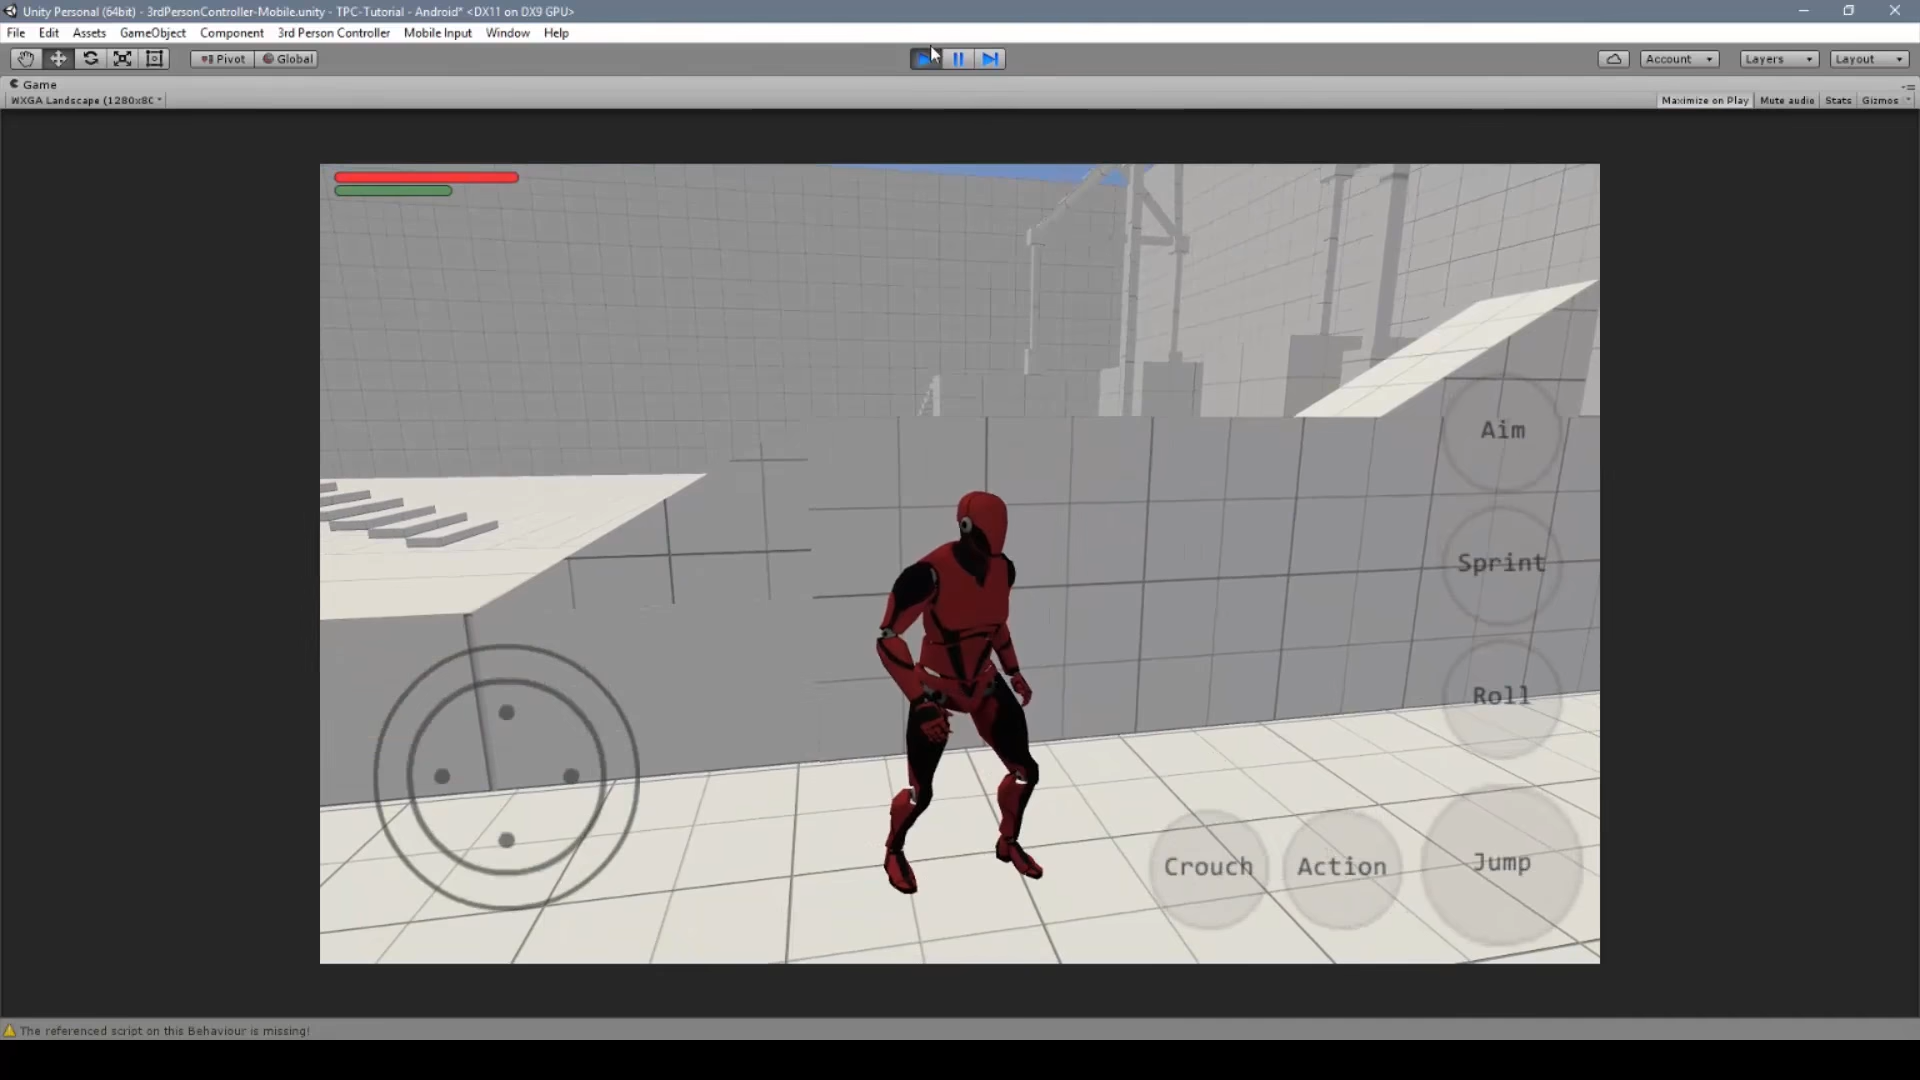 Unity Personal (64bit) - 3rdPersonController-Mobile.unity - TPC-Tutorial - Android* <DX11 on DX9 GPU>
File Edit Assets GameObject Component 3rd Person Controller Mobile Input Window Help
Pivot Global Account Layers Layout
Game
WXGA Landscape (1280x80 Maximize on Play Mute audio Stats Gizmos
Aim
Sprint
Roll
Crouch Action Jump
The referenced script on this Behaviour is missing!